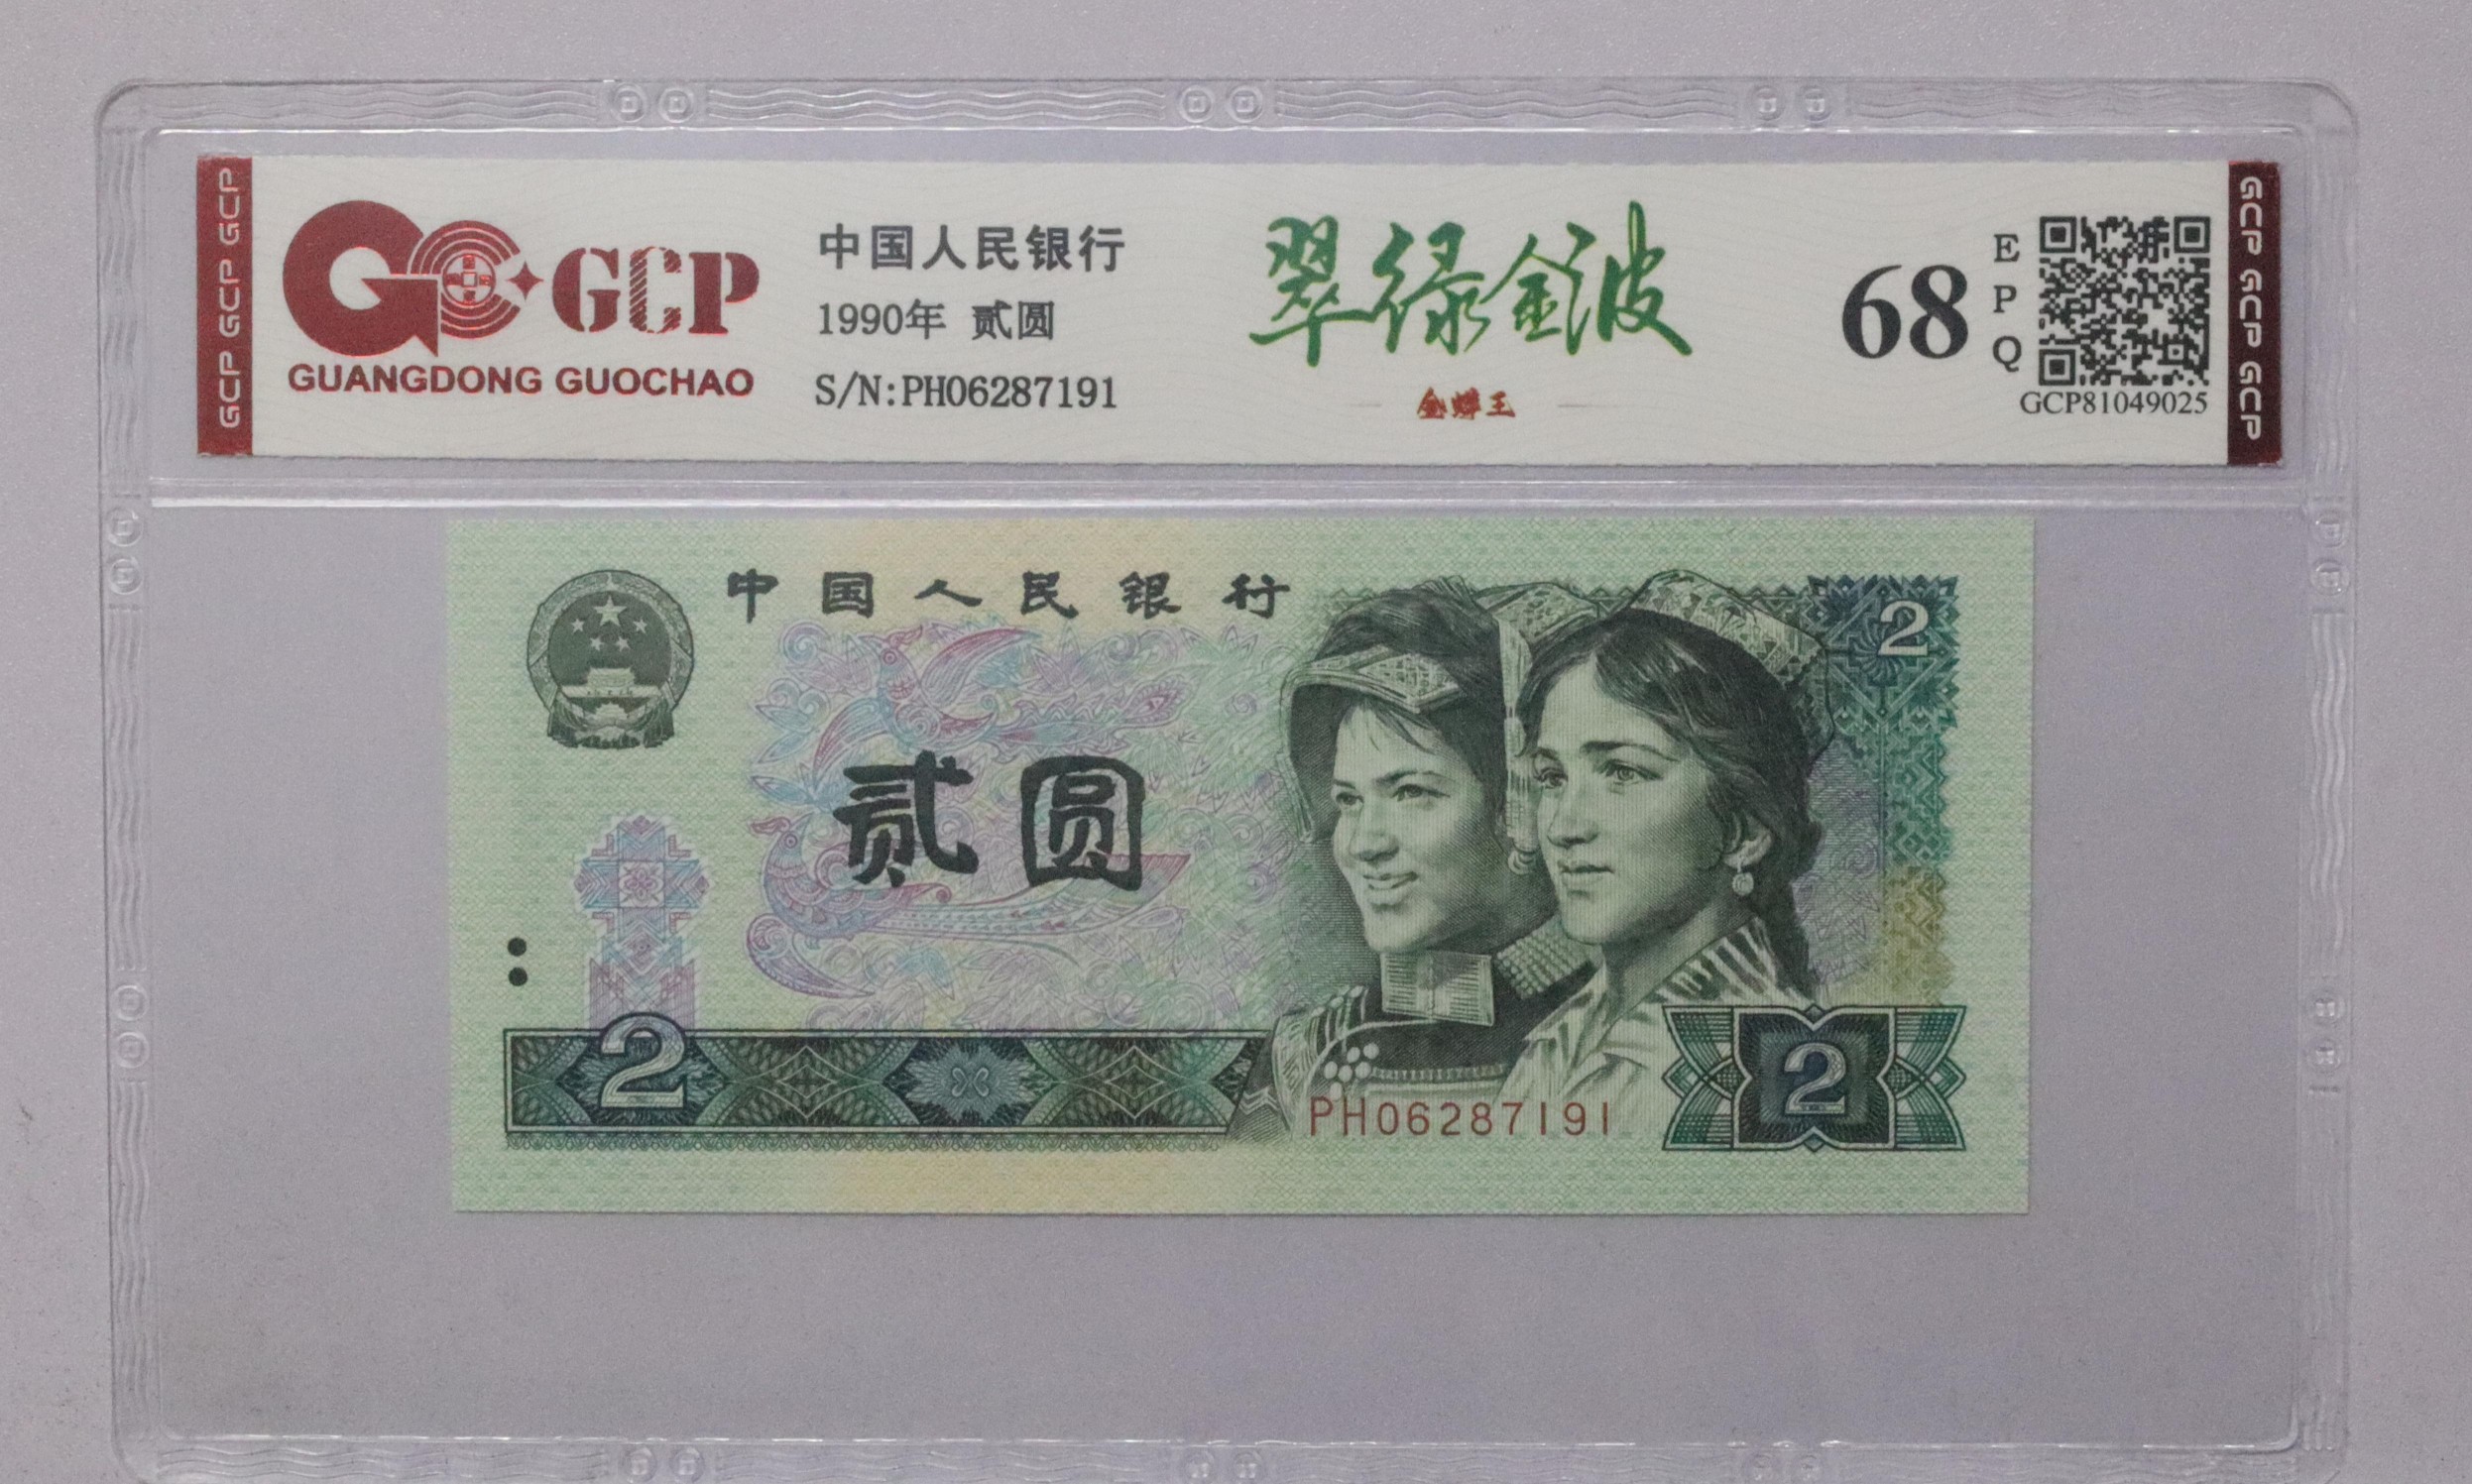 GCP GCP GCP
GCP
GUANGDONG GUOCHAO
中国人民银行
1990年 贰圆
S/N:PH06287191
翠绿金波
金蟒王
68
E
P
Q
GCP81049025
GCP GCP GCP
中国人民银行
2
贰圆
2
PH06287191
2